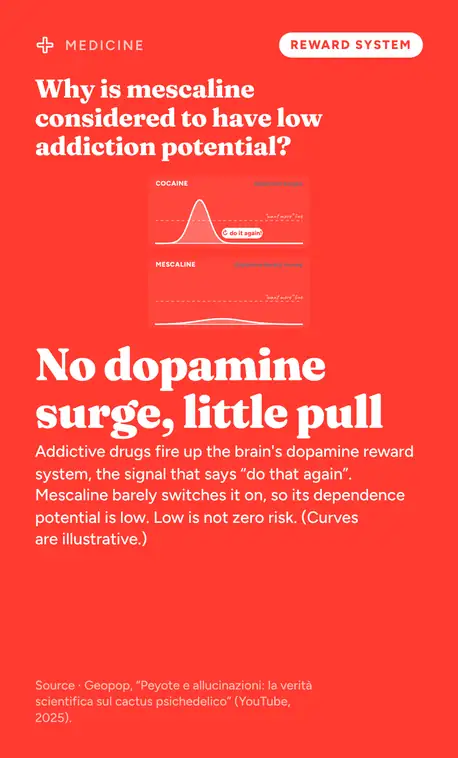 MEDICINE
REWARD SYSTEM
Why is mescaline
considered to have low
addiction potential?
COCAINE
do it again!
MESCALINE
No dopamine
surge, little pull
Addictive drugs fire up the brain's dopamine reward
system, the signal that says “do that again”.
Mescaline barely switches it on, so its dependence
potential is low. Low is not zero risk. (Curves
are illustrative.)
Source · Geopop, “Peyote e allucinazioni: la verità
scientifica sul cactus psichedelico” (YouTube,
2025).